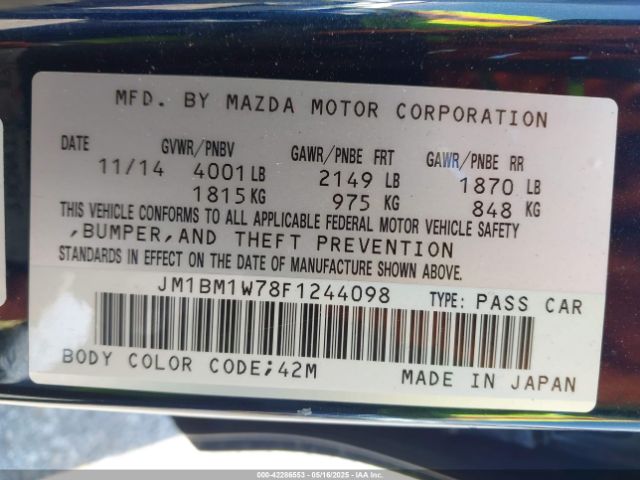 MFD. BY MAZDA MOTOR CORPORATION
DATE GVWR/PNBV GAWR/PNBE FRT GAWR/PNBE RR
11/14 4001 LB 2149 LB 1870 LB
1815 KG 975 KG 848 KG
THIS VEHICLE CONFORMS TO ALL APPLICABLE FEDERAL MOTOR VEHICLE SAFETY
,BUMPER,AND THEFT PREVENTION
STANDARDS IN EFFECT ON THE DATE OF MANUFACTURE SHOWN ABOVE.
JM1BM1W78F1244098 TYPE: PASS CAR
BODY COLOR CODE;42M MADE IN JAPAN
000-42286553 — 05/16/2025 — IAAI.COM